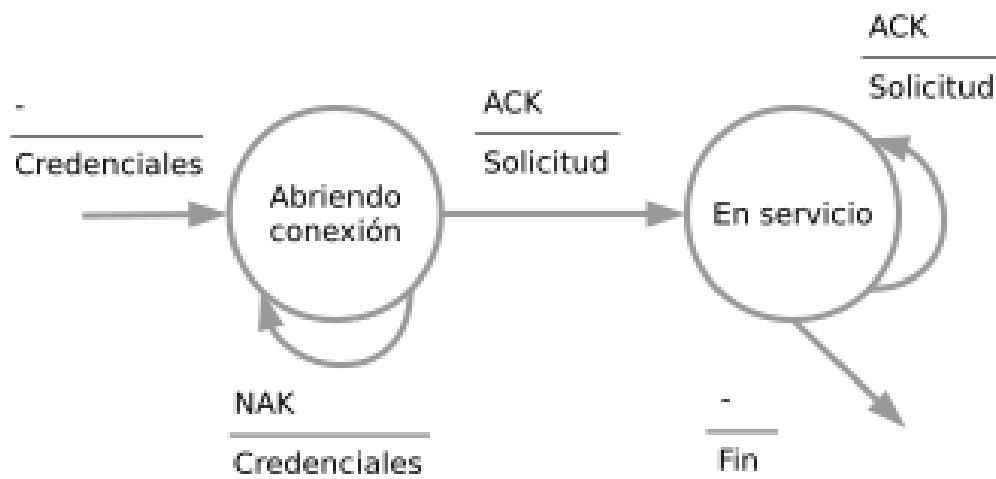 -
Credenciales
Abriendo
conexión
NAK
Credenciales
ACK
Solicitud
En servicio
ACK
Solicitud
-
Fin